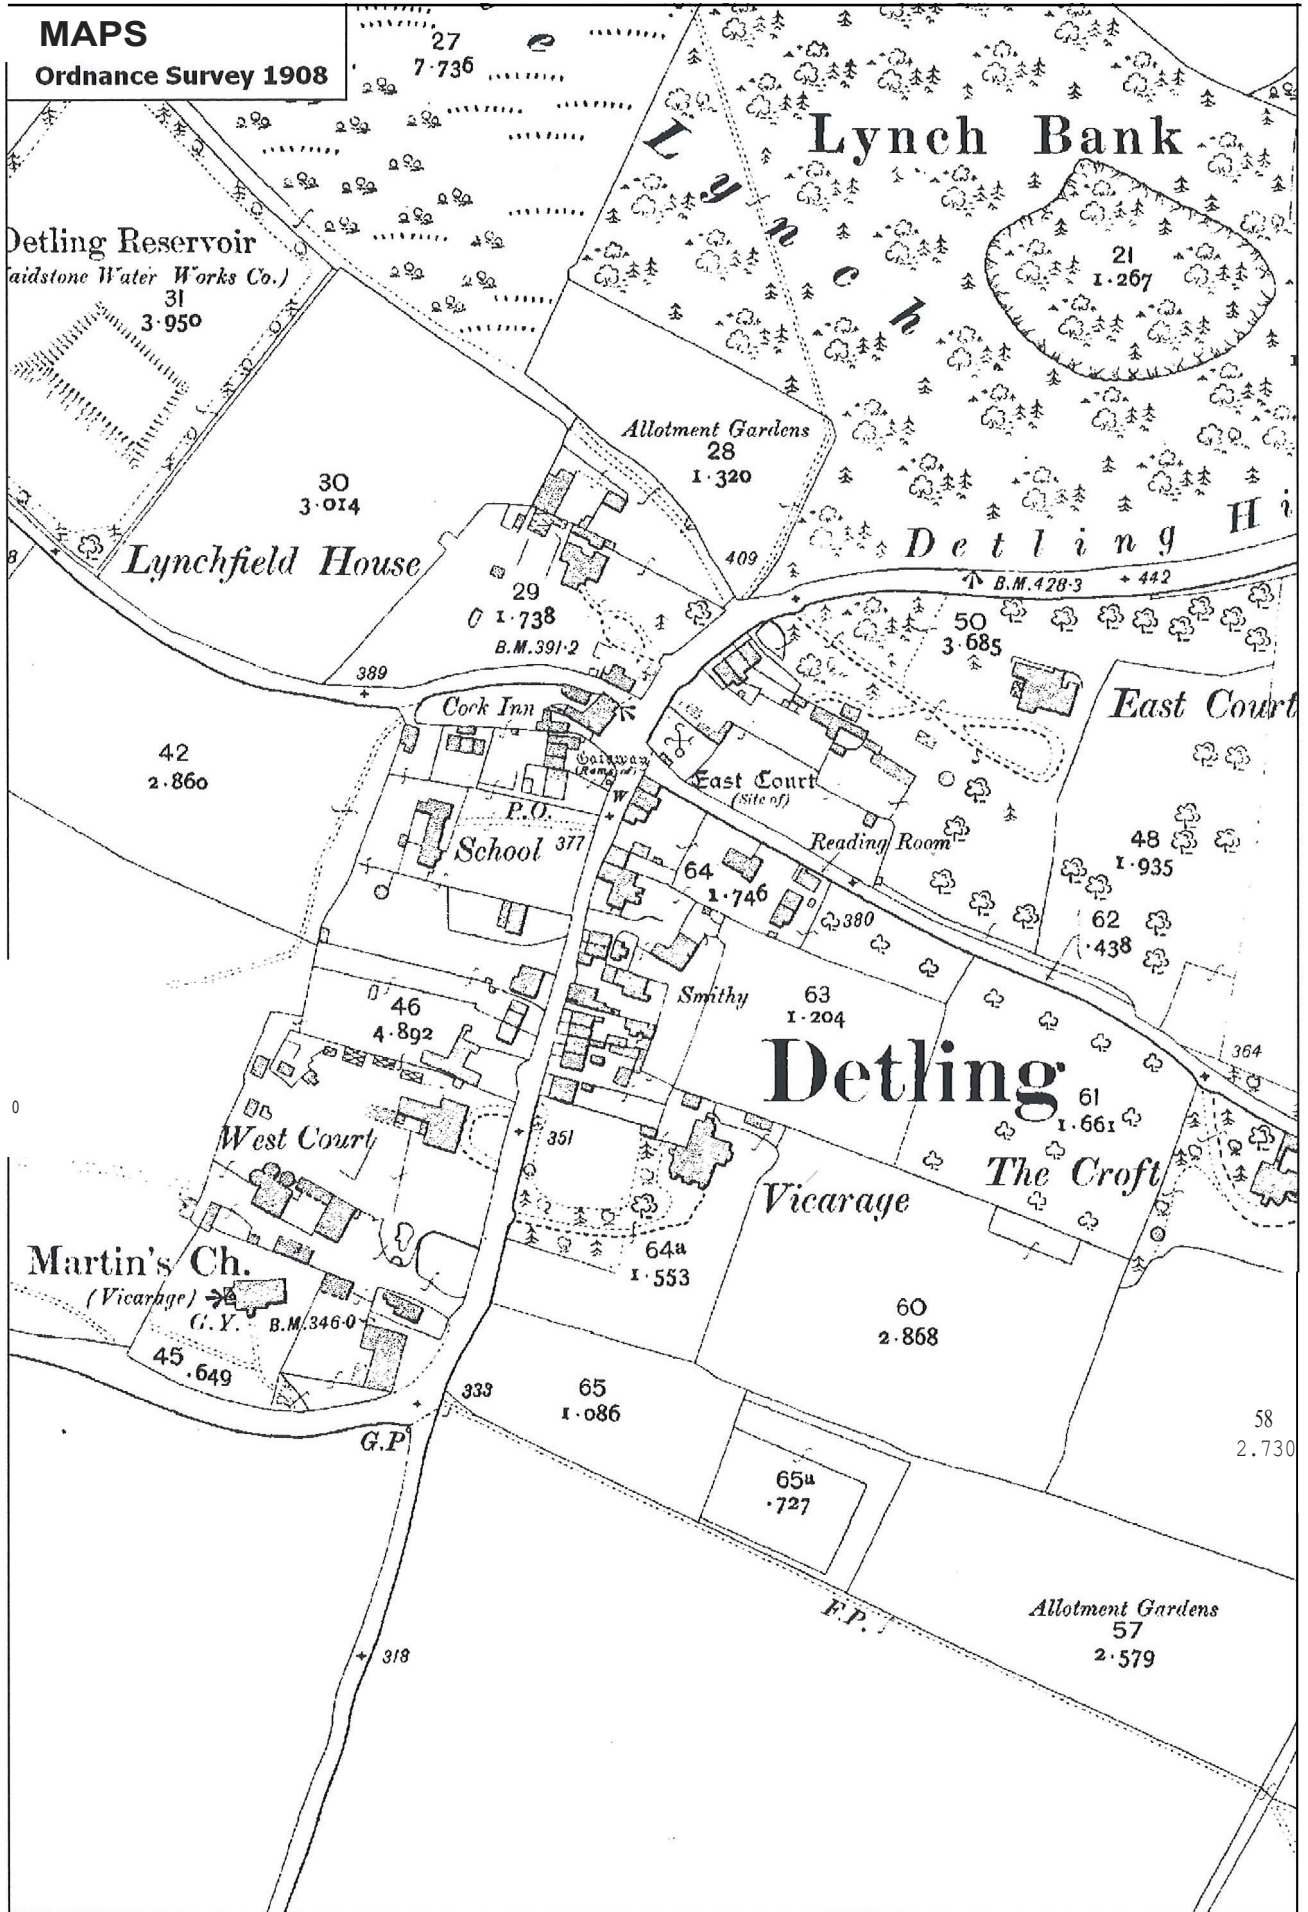 MAPS
Ordnance Survey 1908
27
7·736
e
Lynch Bank
Lynch
21
1·267
Detling Reservoir
(aidstone Water Works Co.)
31
3·950
Allotment Gardens
28
1·320
30
3·014
Lynchfield House
8
409
Detling Hi
B.M.428·3
442
29
1·738
B.M.391·2
50
3·685
389
Cock Inn
East Court
42
2·860
East Court
(Site of)
W
P.O.
School
377
Reading Room
64
1·746
48
1·935
380
62
·438
46
4·892
Smithy
63
1·204
Detling
364
61
1·661
0
351
West Court
The Croft
Vicarage
Martin's Ch.
(Vicarage)
G.Y.
B.M.346·0
64a
1·553
60
2·868
45
·649
333
65
1·086
G.P.
58
2.730
65a
·727
F.P.
Allotment Gardens
57
2·579
318